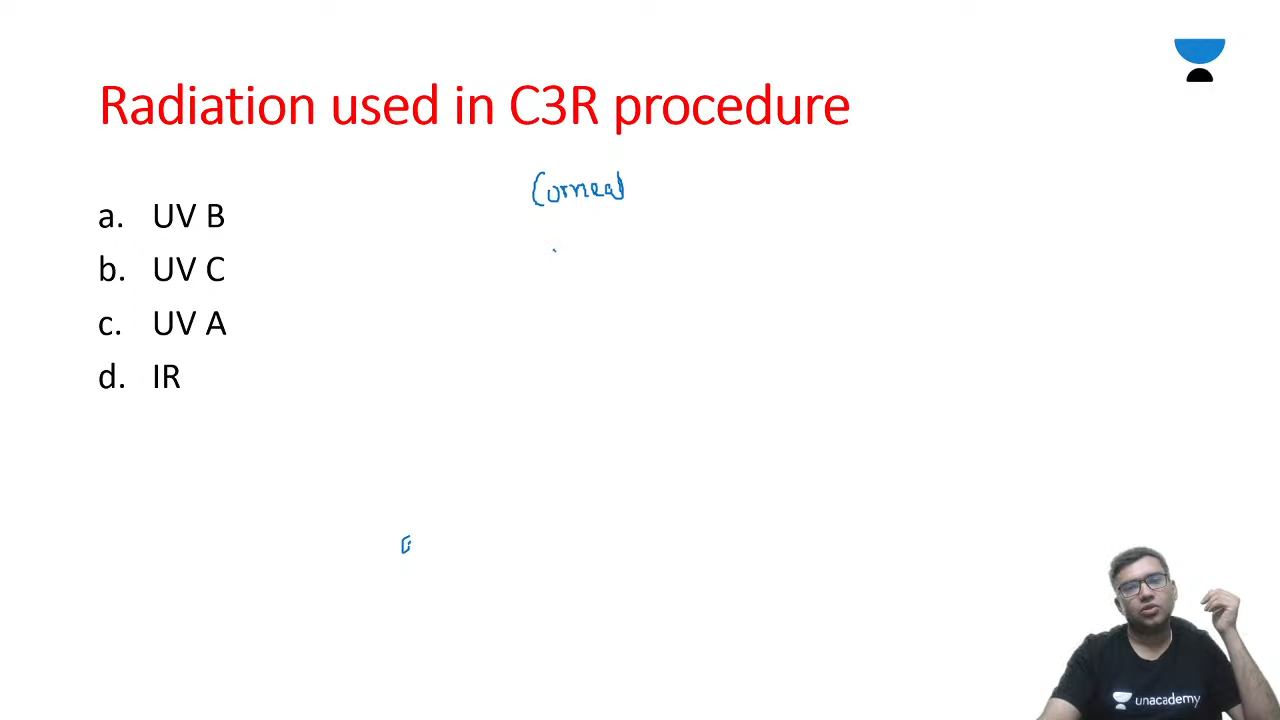 Radiation used in C3R procedure
Corneal
a. UV B
b. UV C
c. UV A
d. IR
unacademy